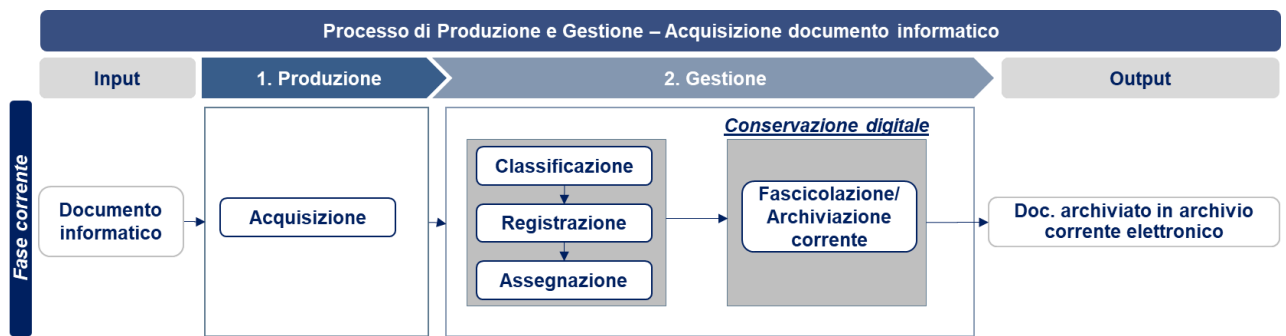 Processo di Produzione e Gestione – Acquisizione documento informatico
Input
1. Produzione
2. Gestione
Output
Fase corrente
Documento
informatico
Acquisizione
Classificazione
Registrazione
Assegnazione
Conservazione digitale
Fascicolazione/
Archiviazione
corrente
Doc. archiviato in archivio
corrente elettronico